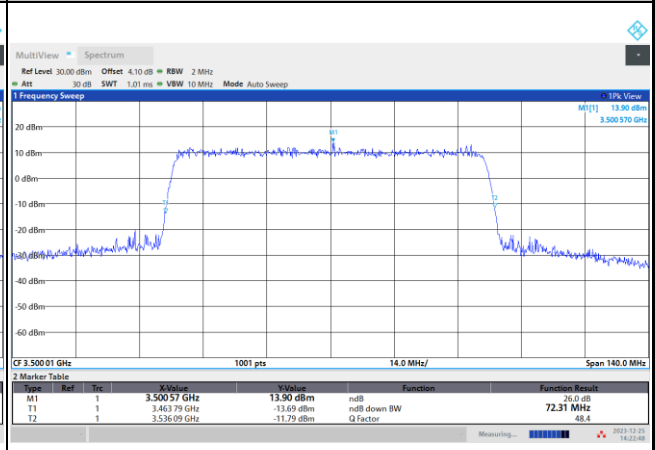 MultiView Spectrum
Ref Level 30.00 dBm Offset 4.10 dB RBW 2 MHz
Att 30 dB SWT 1.01 ms VBW 10 MHz Mode Auto Sweep
1 Frequency Sweep 1Pk View
M1[1] 13.90 dBm
3.500 570 GHz
20 dBm
M1
10 dBm
0 dBm
-10 dBm
T1
T2
-20 dBm
-30 dBm
-40 dBm
-50 dBm
-60 dBm
CF 3.500 01 GHz 1001 pts 14.0 MHz/ Span 140.0 MHz
2 Marker Table
Type Ref Trc X-Value Y-Value Function Function Result
M1 1 3.500 57 GHz 13.90 dBm ndB 26.0 dB
T1 1 3.463 79 GHz -13.69 dBm ndB down BW 72.31 MHz
T2 1 3.536 09 GHz -11.79 dBm Q Factor 48.4
Measuring... 2023-12-25
14:22:48